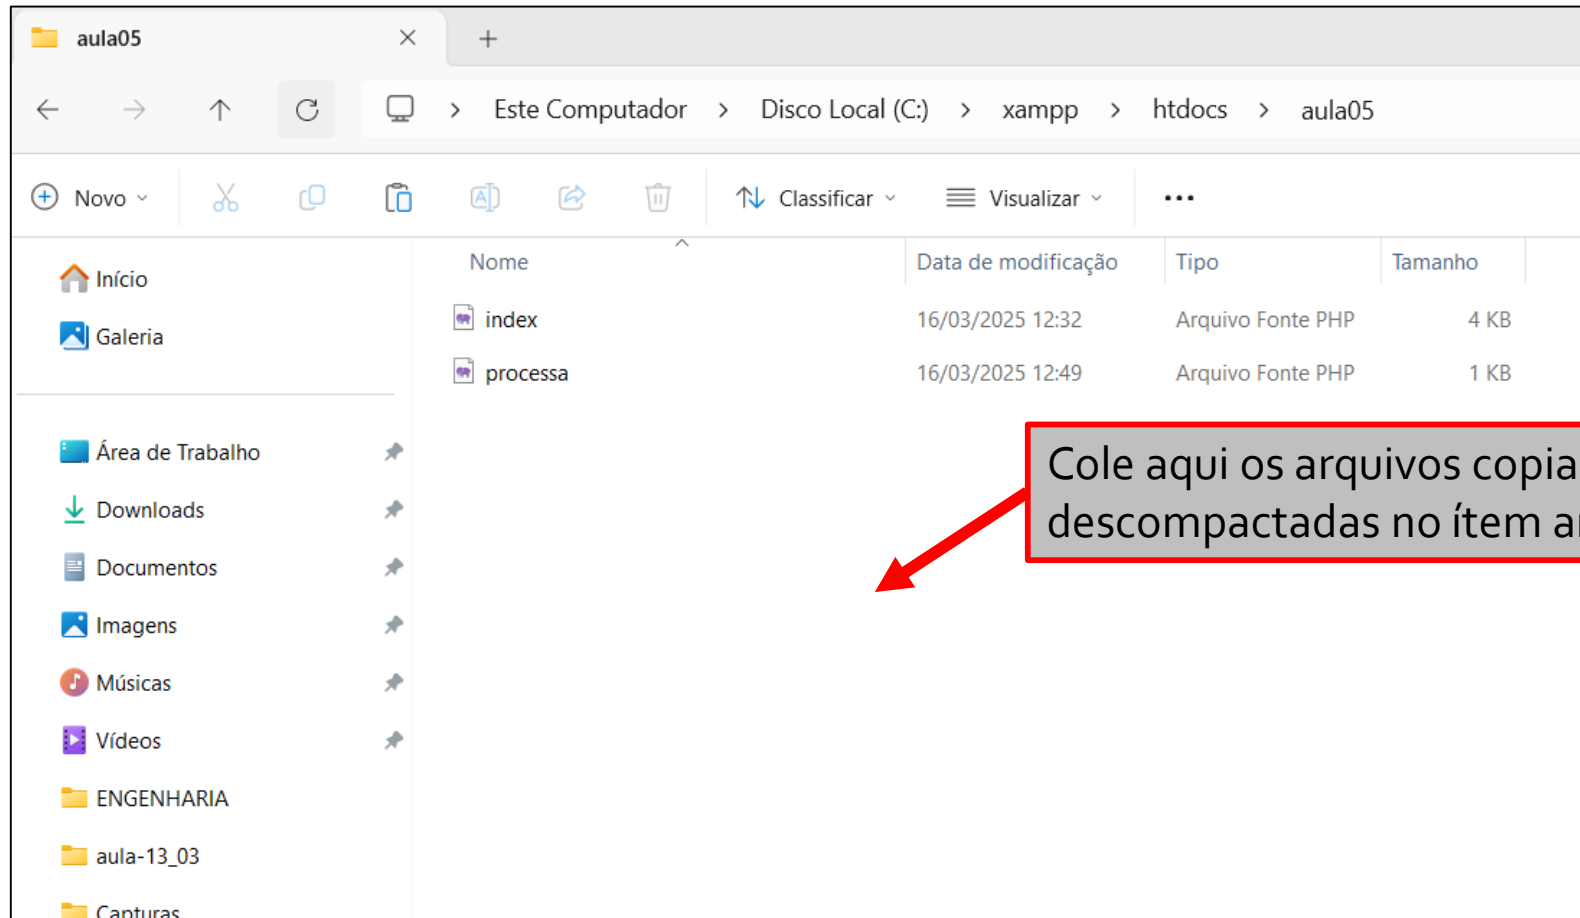 aula05
Este Computador > Disco Local (C:) > xampp > htdocs > aula05
Novo
Classificar
Visualizar
Nome Data de modificação Tipo Tamanho
index 16/03/2025 12:32 Arquivo Fonte PHP 4 KB
processa 16/03/2025 12:49 Arquivo Fonte PHP 1 KB
Início
Galeria
Área de Trabalho
Downloads
Documentos
Imagens
Músicas
Vídeos
ENGENHARIA
aula-13_03
Capturas
Cole aqui os arquivos copia
descompactadas no ítem